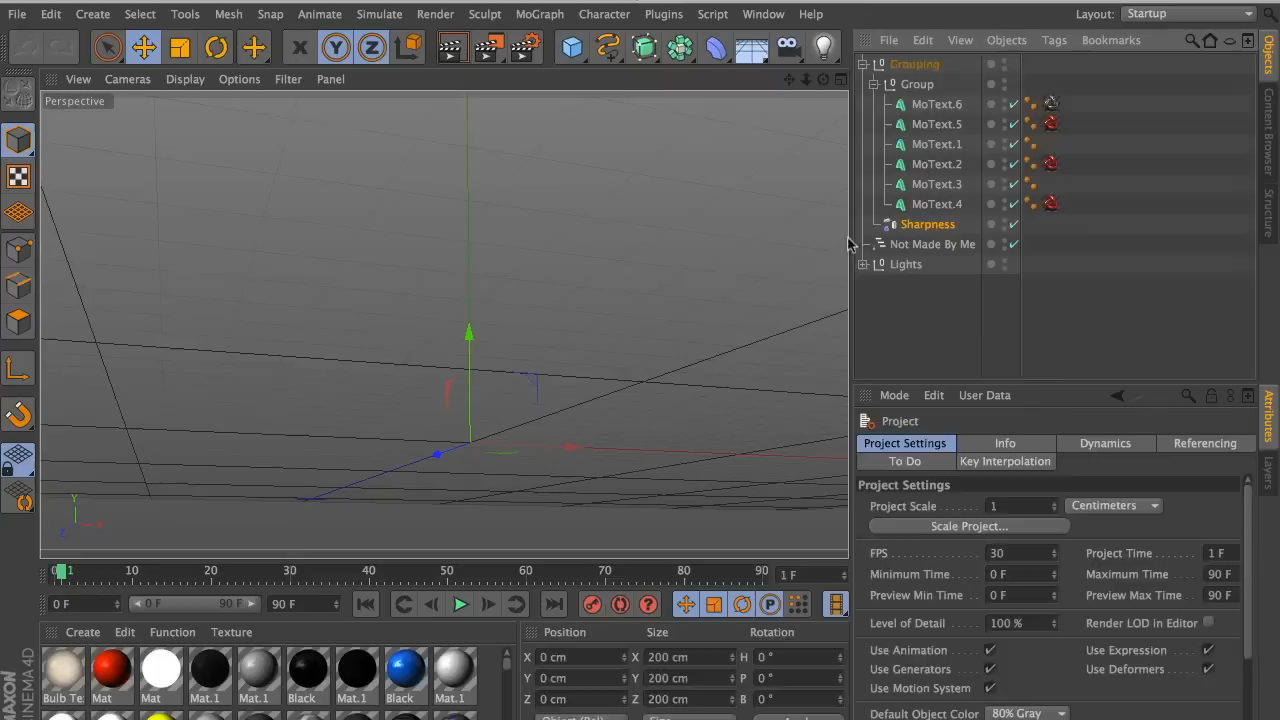 File Edit Create Select Tools Mesh Snap Animate Simulate Render Sculpt MoGraph Character Plugins Script Window Help Layout: Startup
X Y Z
File Edit View Objects Tags Bookmarks
View Cameras Display Options Filter Panel
Perspective
Grouping
Group
MoText.6
MoText.5
MoText.1
MoText.2
MoText.3
MoText.4
Sharpness
Not Made By Me
Lights
Objects
Content Browser
Structure
Mode Edit User Data
Project
Project Settings Info Dynamics Referencing
To Do Key Interpolation
Project Settings
Project Scale 1 Centimeters
Scale Project...
FPS 30 Project Time 1 F
Minimum Time 0 F Maximum Time 90 F
Preview Min Time 0 F Preview Max Time 90 F
Level of Detail 100 % Render LOD in Editor
Use Animation Use Expression
Use Generators Use Deformers
Use Motion System
Default Object Color 80% Gray
Attributes
Layers
Y
Z
0 1 10 20 30 40 50 60 70 80 90 1 F
0 F 0 F 90 F 90 F
P
Create Edit Function Texture
Bulb Te Mat Mat Mat.1 Mat.1 Black Mat.1 Black Mat.1
Position Size Rotation
X 0 cm X 200 cm H 0 °
Y 0 cm Y 200 cm P 0 °
Z 0 cm Z 200 cm B 0 °
MAXON
CINEMA 4D